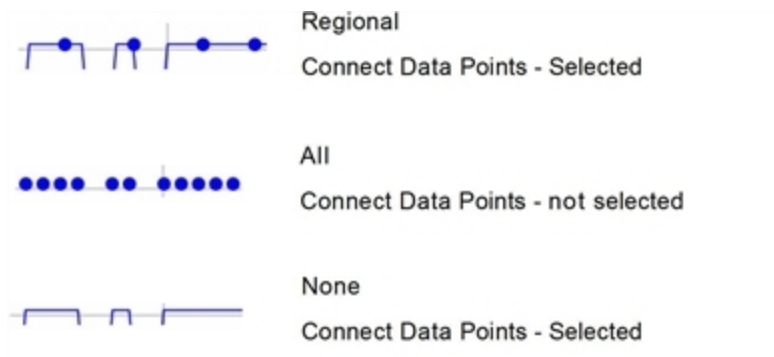 Regional
Connect Data Points - Selected
All
Connect Data Points - not selected
None
Connect Data Points - Selected